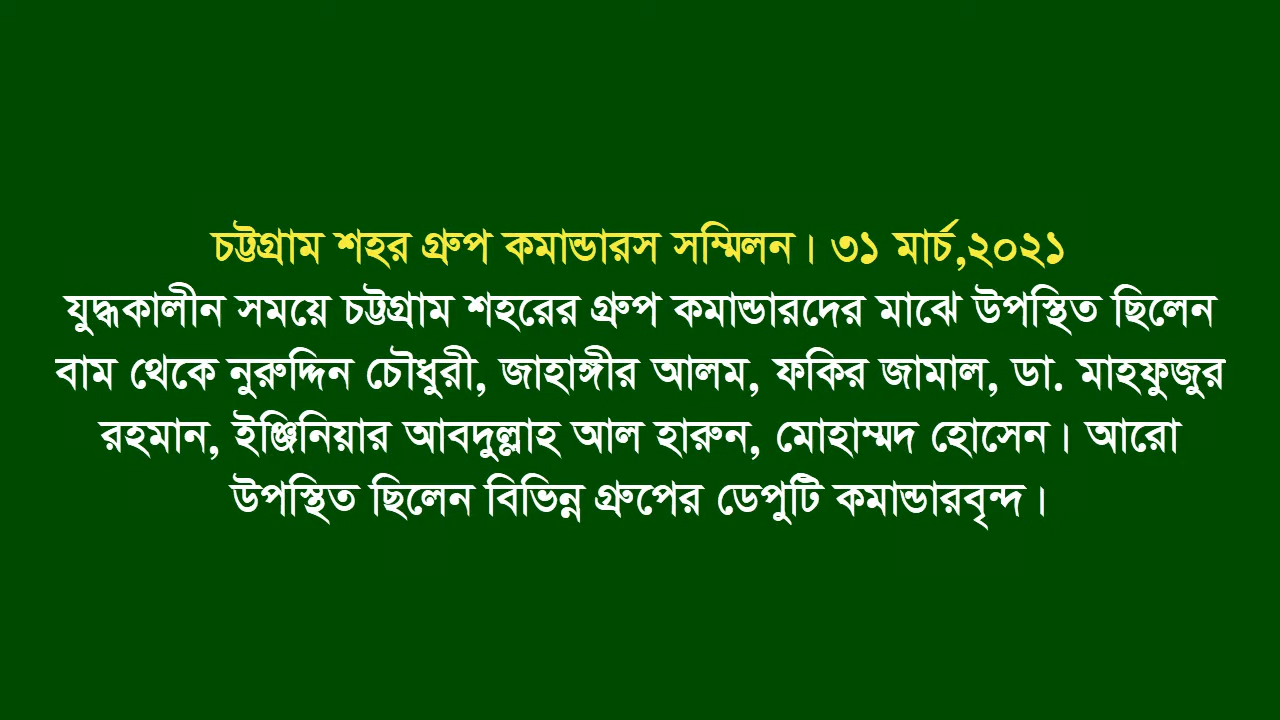 চট্টগ্রাম শহর গ্রুপ কমান্ডারস সম্মিলন। ৩১ মার্চ,২০২১
যুদ্ধকালীন সময়ে চট্টগ্রাম শহরের গ্রুপ কমান্ডারদের মাঝে উপস্থিত ছিলেন
বাম থেকে নুরুদ্দিন চৌধুরী, জাহাঙ্গীর আলম, ফকির জামাল, ডা. মাহফুজুর
রহমান, ইঞ্জিনিয়ার আবদুল্লাহ আল হারুন, মোহাম্মদ হোসেন। আরো
উপস্থিত ছিলেন বিভিন্ন গ্রুপের ডেপুটি কমান্ডারবৃন্দ।